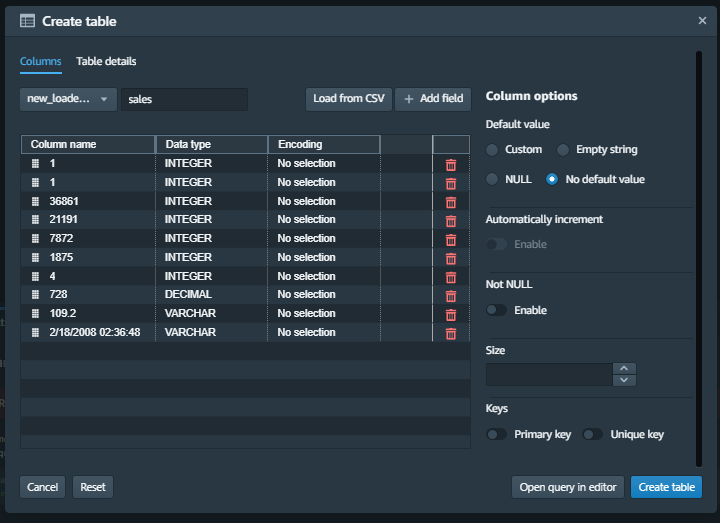 Create table
Columns Table details
new_loade... sales Load from CSV + Add field
Column name Data type Encoding
1 INTEGER No selection
1 INTEGER No selection
36861 INTEGER No selection
21191 INTEGER No selection
7872 INTEGER No selection
1875 INTEGER No selection
4 INTEGER No selection
728 DECIMAL No selection
109.2 VARCHAR No selection
2/18/2008 02:36:48 VARCHAR No selection
Column options
Default value
Custom Empty string
NULL No default value
Automatically increment
Enable
Not NULL
Enable
Size
Keys
Primary key Unique key
Cancel Reset Open query in editor Create table